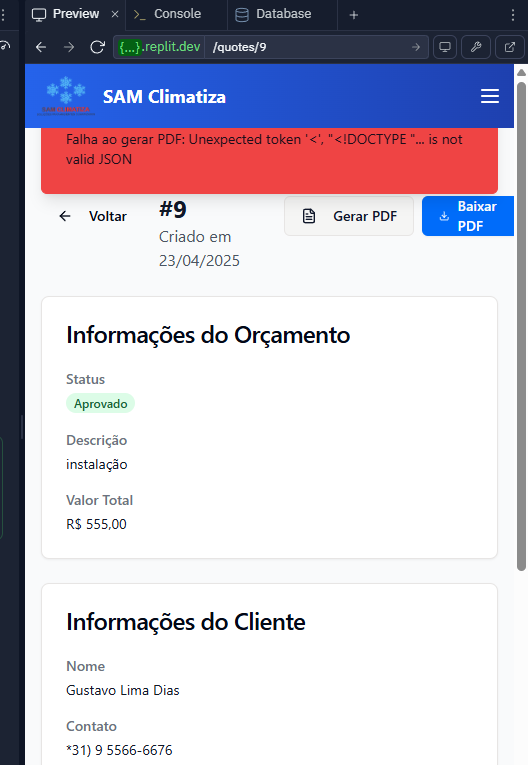 Preview
Console
Database
{...}.replit.dev /quotes/9
SAM Climatiza
Falha ao gerar PDF: Unexpected token '<', "<!DOCTYPE "... is not
valid JSON
Voltar
#9
Criado em
23/04/2025
Gerar PDF
Baixar
PDF
Informações do Orçamento
Status
Aprovado
Descrição
instalação
Valor Total
R$ 555,00
Informações do Cliente
Nome
Gustavo Lima Dias
Contato
*31) 9 5566-6676